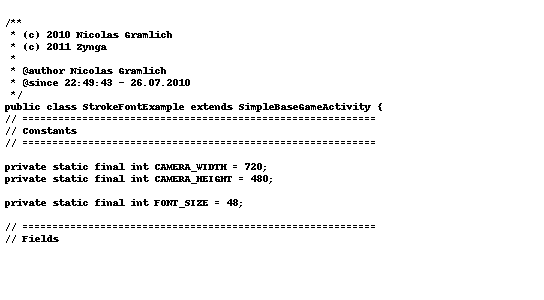 /**
 * (c) 2010 Nicolas Gramlich
 * (c) 2011 Zynga
 *
 * @author Nicolas Gramlich
 * @since 22:49:43 - 26.07.2010
 */
public class StrokeFontExample extends SimpleBaseGameActivity {
// ===========================================================
// Constants
// ===========================================================
private static final int CAMERA_WIDTH = 720;
private static final int CAMERA_HEIGHT = 480;
private static final int FONT_SIZE = 48;
// ===========================================================
// Fields